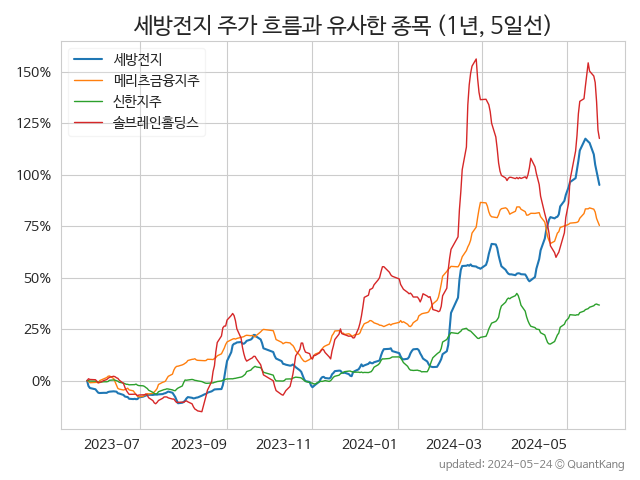 세방전지 주가 흐름과 유사한 종목 (1년, 5일선)
세방전지
메리츠금융지주
신한지주
솔브레인홀딩스
150%
125%
100%
75%
50%
25%
0%
2023-07
2023-09
2023-11
2024-01
2024-03
2024-05
updated: 2024-05-24 © QuantKang